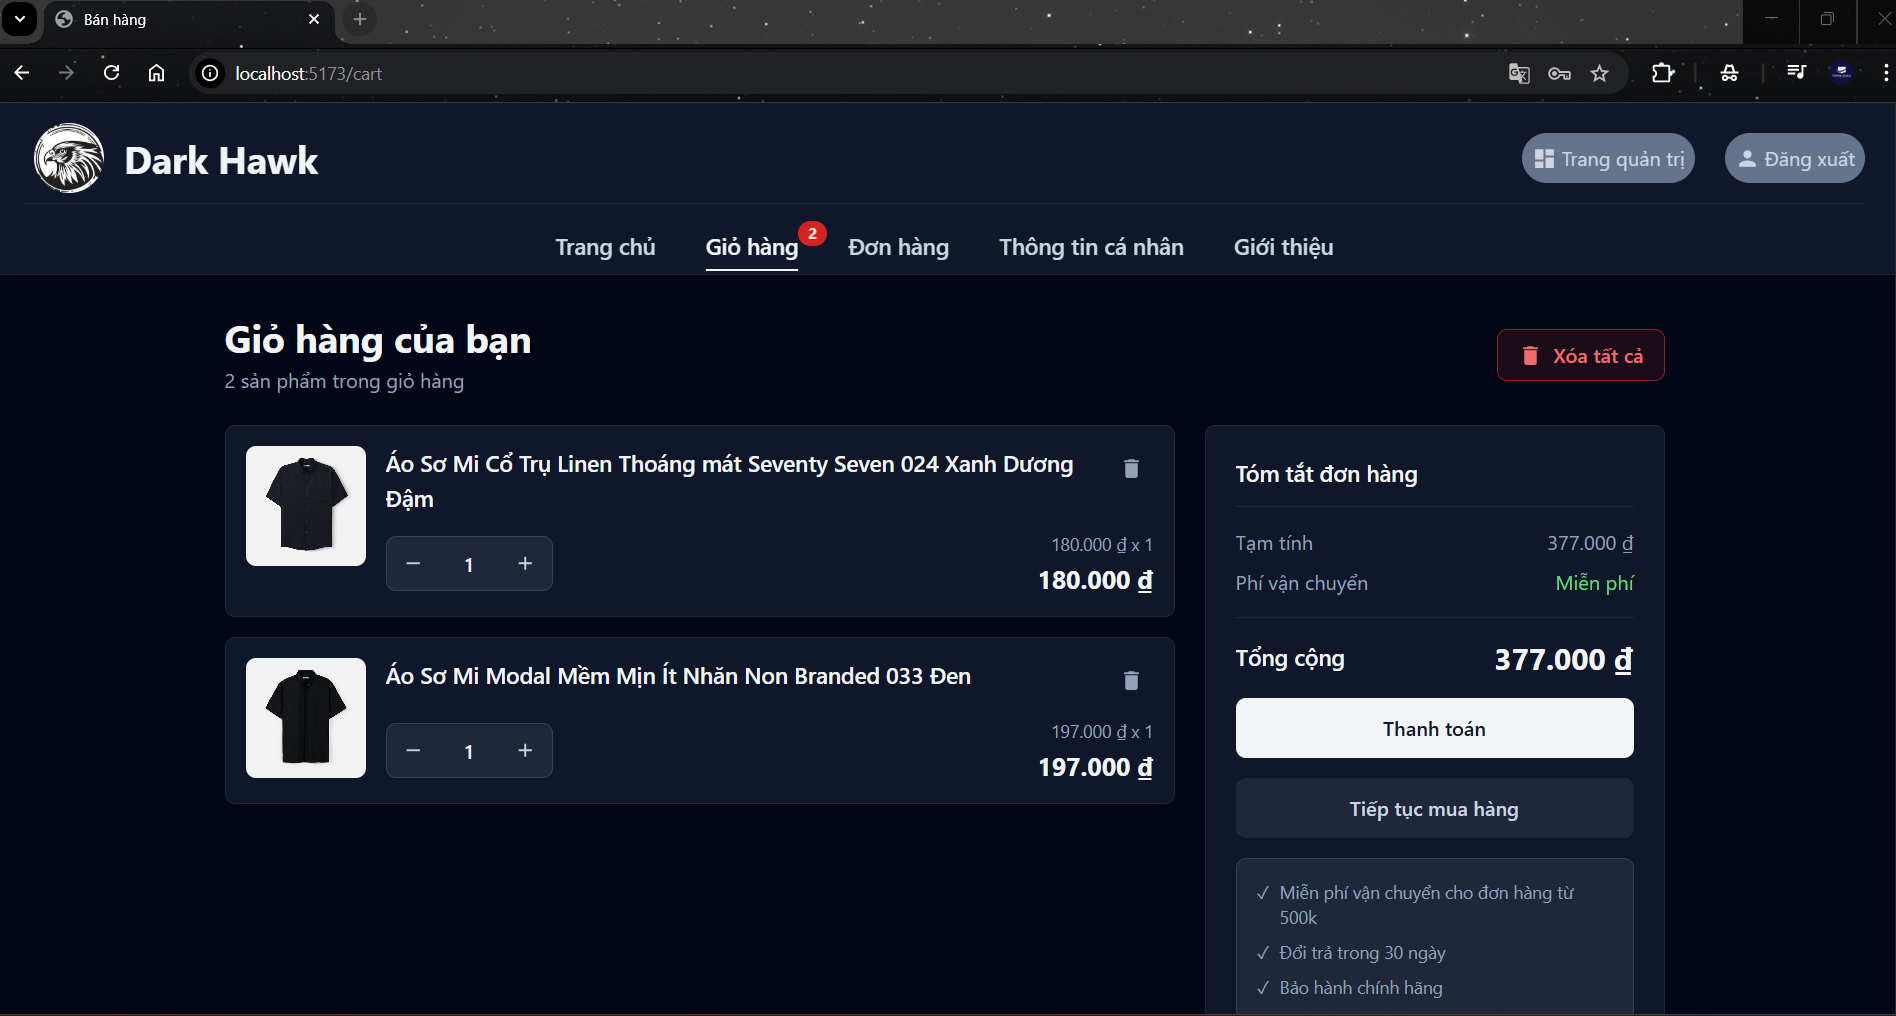 Bán hàng
localhost:5173/cart
Dark Hawk
Trang quản trị
Đăng xuất
Trang chủ
Giỏ hàng
2
Đơn hàng
Thông tin cá nhân
Giới thiệu
Giỏ hàng của bạn
2 sản phẩm trong giỏ hàng
Xóa tất cả
Áo Sơ Mi Cổ Trụ Linen Thoáng mát Seventy Seven 024 Xanh Dương
Đậm
1
180.000 ₫ x 1
180.000 ₫
Áo Sơ Mi Modal Mềm Mịn Ít Nhăn Non Branded 033 Đen
1
197.000 ₫ x 1
197.000 ₫
Tóm tắt đơn hàng
Tạm tính
377.000 ₫
Phí vận chuyển
Miễn phí
Tổng cộng
377.000 ₫
Thanh toán
Tiếp tục mua hàng
✓ Miễn phí vận chuyển cho đơn hàng từ
500k
✓ Đổi trả trong 30 ngày
✓ Bảo hành chính hãng